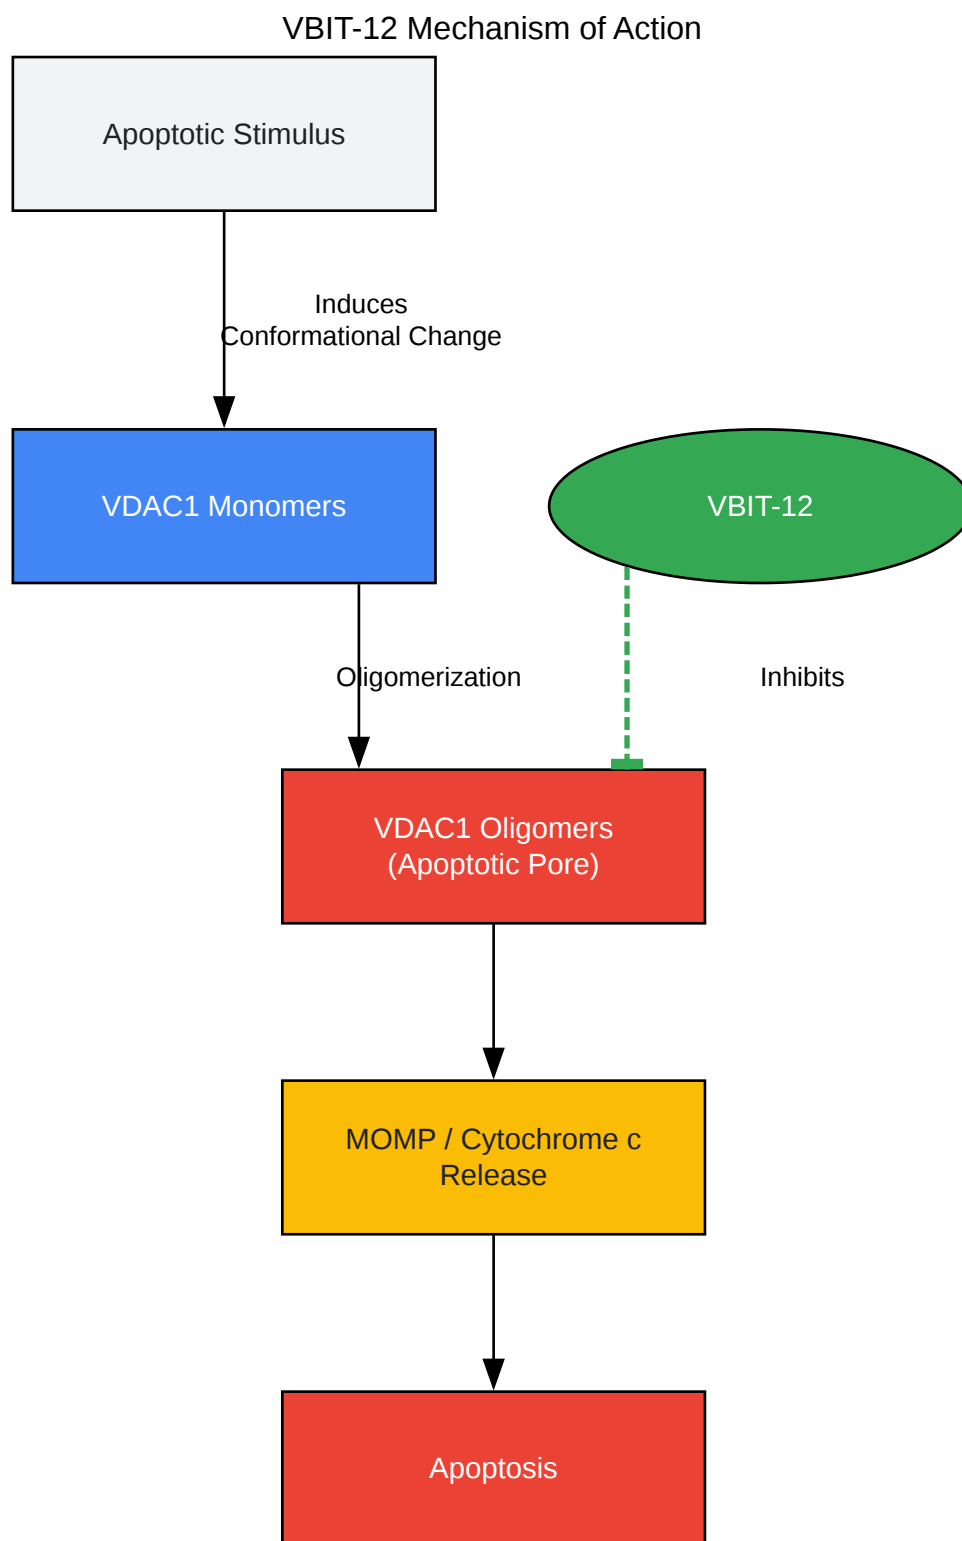 VBIT-12 Mechanism of Action
Apoptotic Stimulus
Induces
Conformational Change
VDAC1 Monomers
VBIT-12
Oligomerization
Inhibits
VDAC1 Oligomers
(Apoptotic Pore)
MOMP / Cytochrome c
Release
Apoptosis